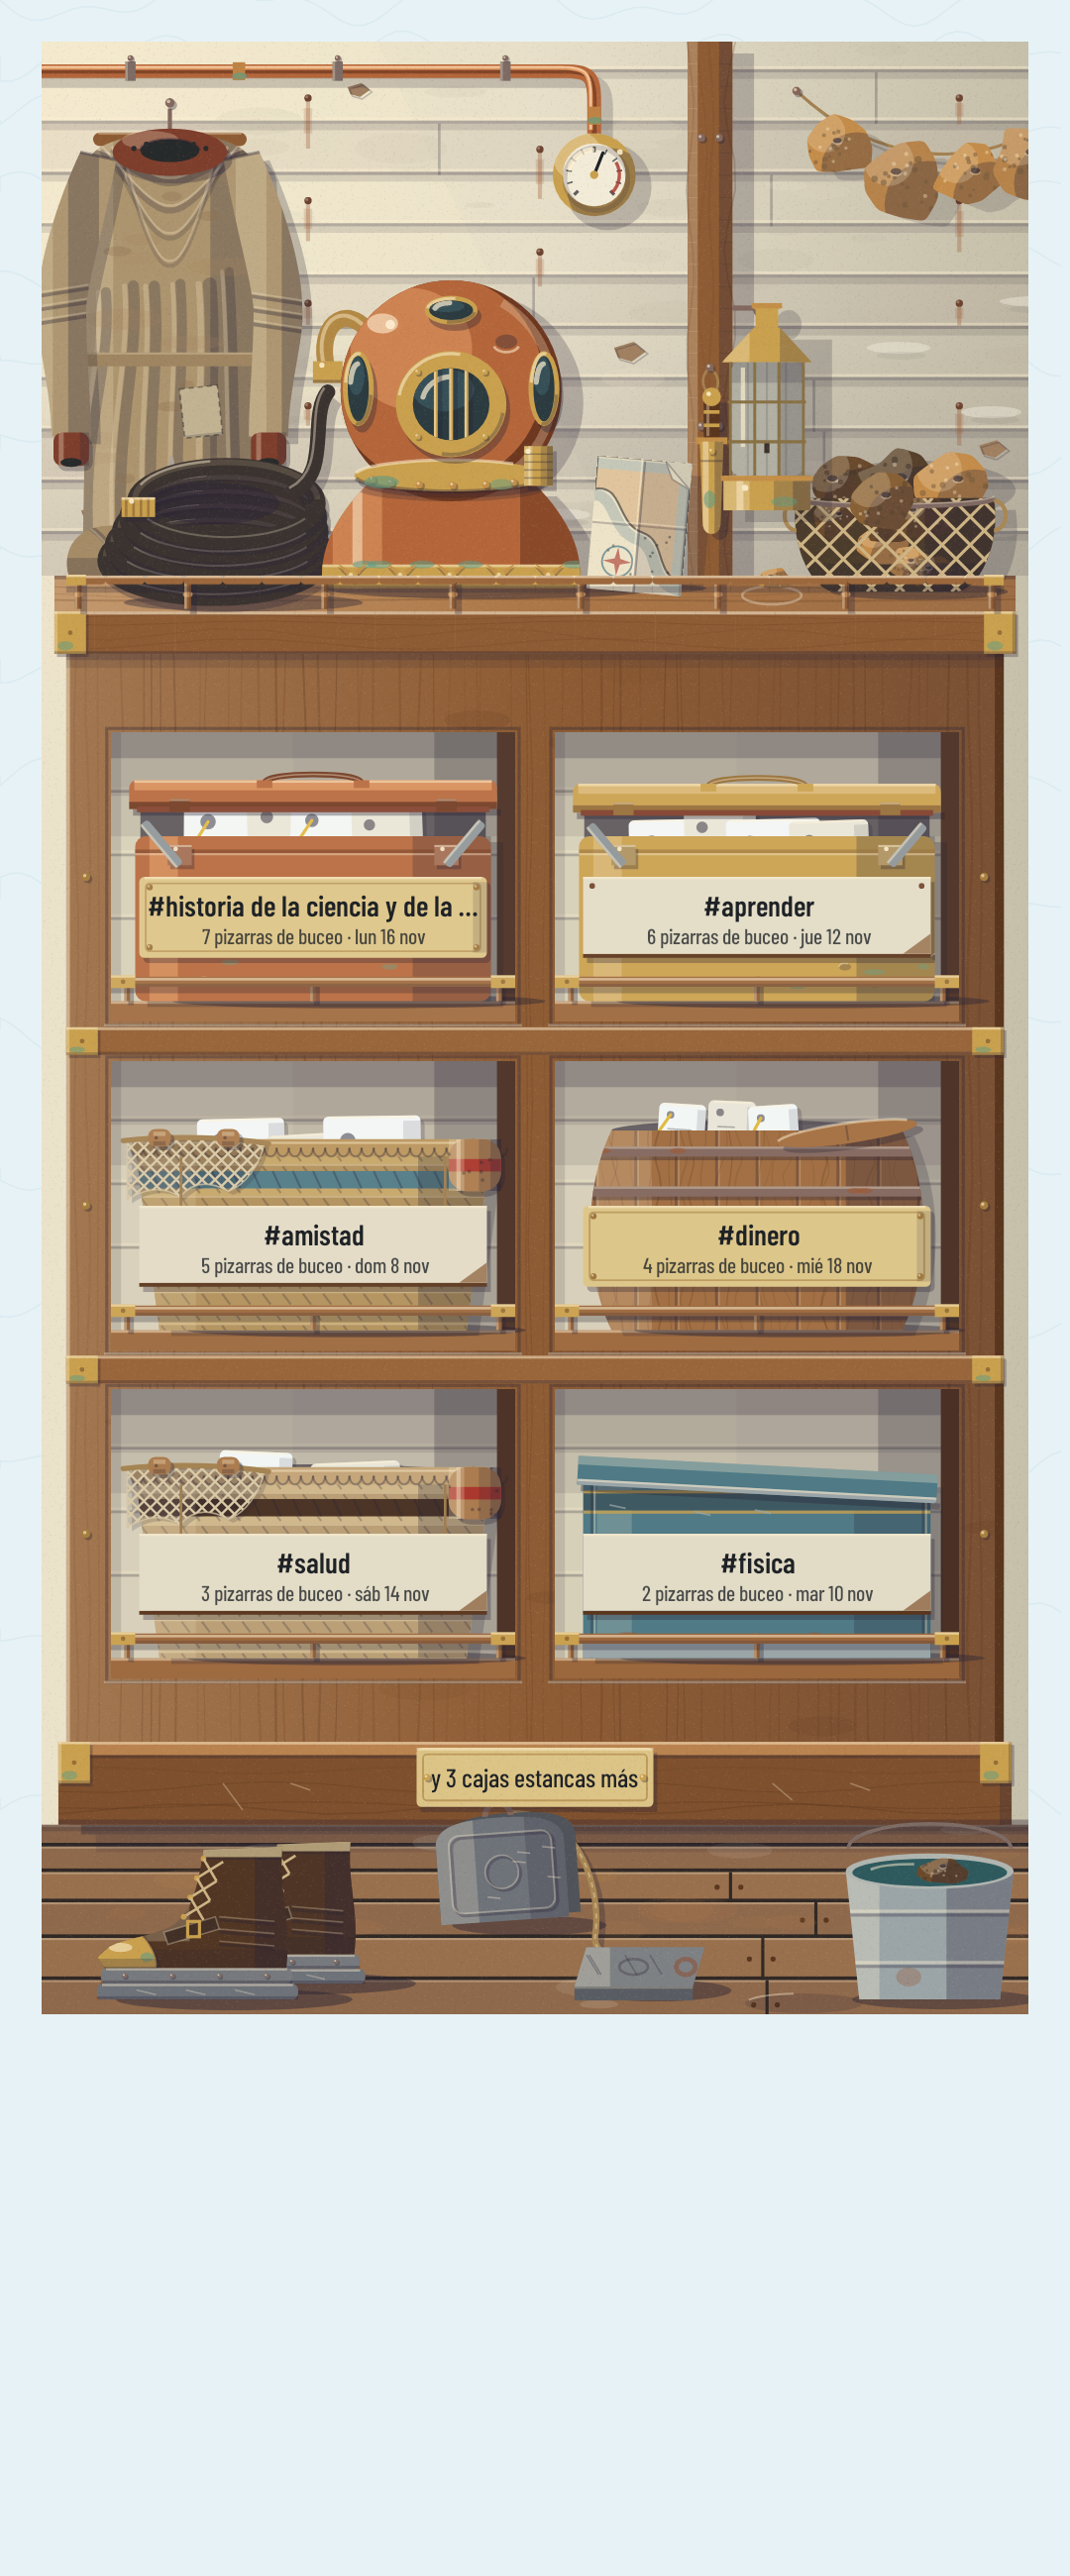 #historia de la ciencia y de la ...
7 pizarras de buceo · lun 16 nov
#aprender
6 pizarras de buceo · jue 12 nov
#amistad
5 pizarras de buceo · dom 8 nov
#dinero
4 pizarras de buceo · mié 18 nov
#salud
3 pizarras de buceo · sáb 14 nov
#fisica
2 pizarras de buceo · mar 10 nov
y 3 cajas estancas más